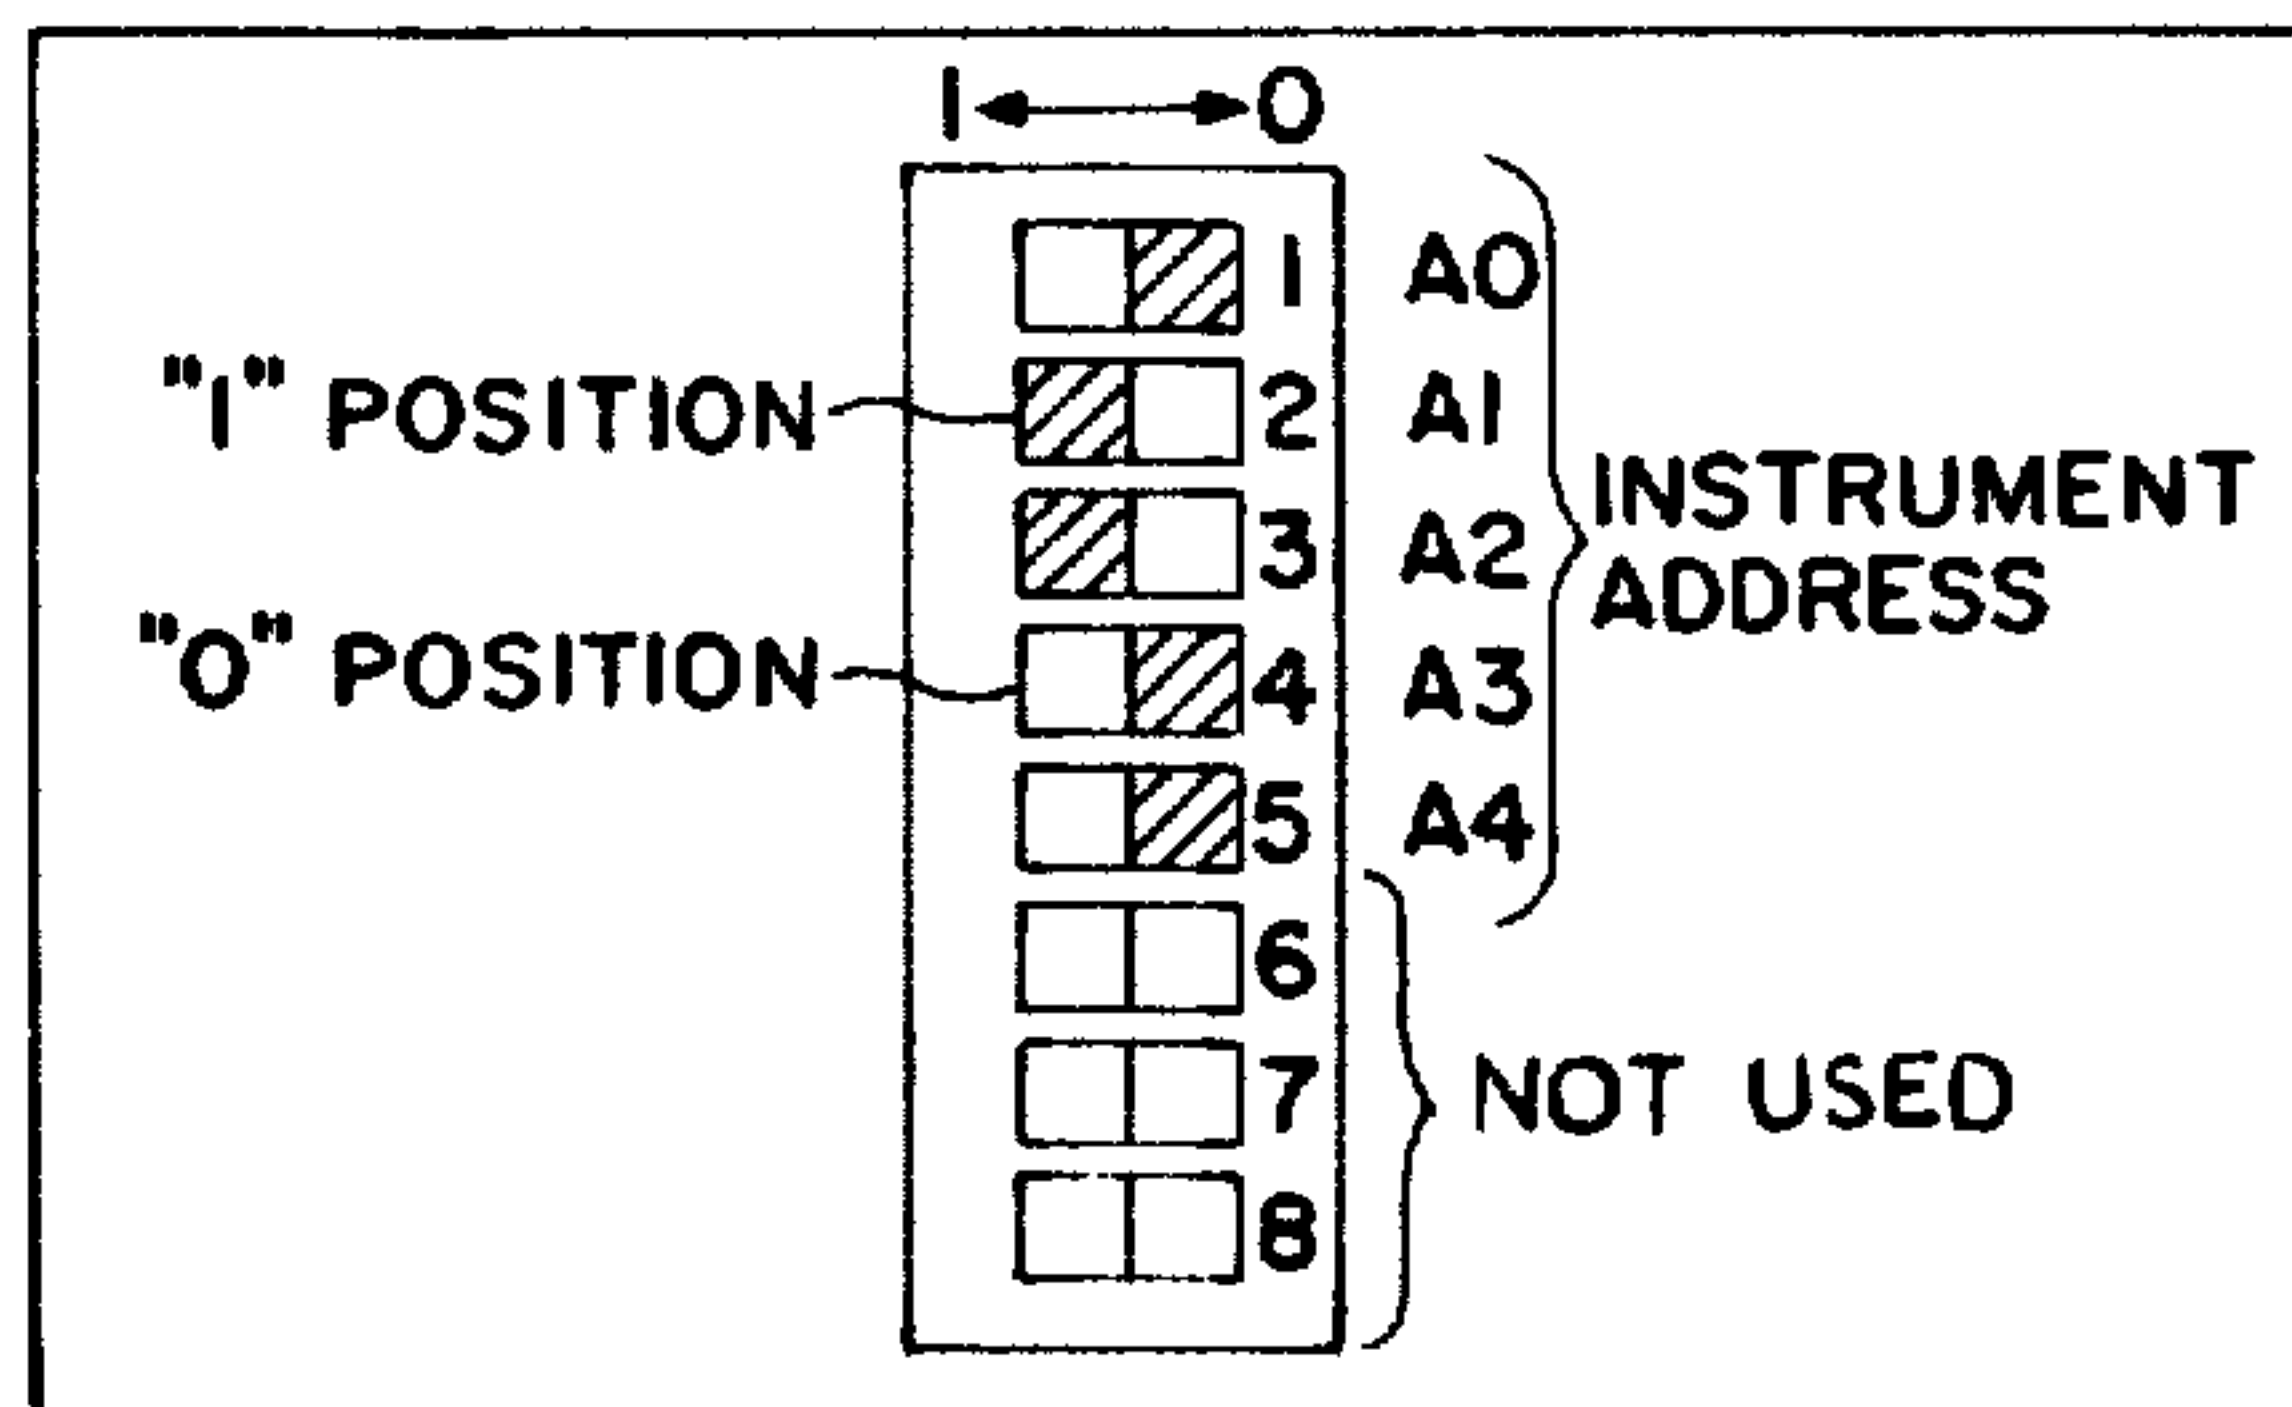 1 0
1 A0
"1" POSITION 2 A1
INSTRUMENT
3 A2
ADDRESS
"0" POSITION 4 A3
5 A4
6
7 NOT USED
8